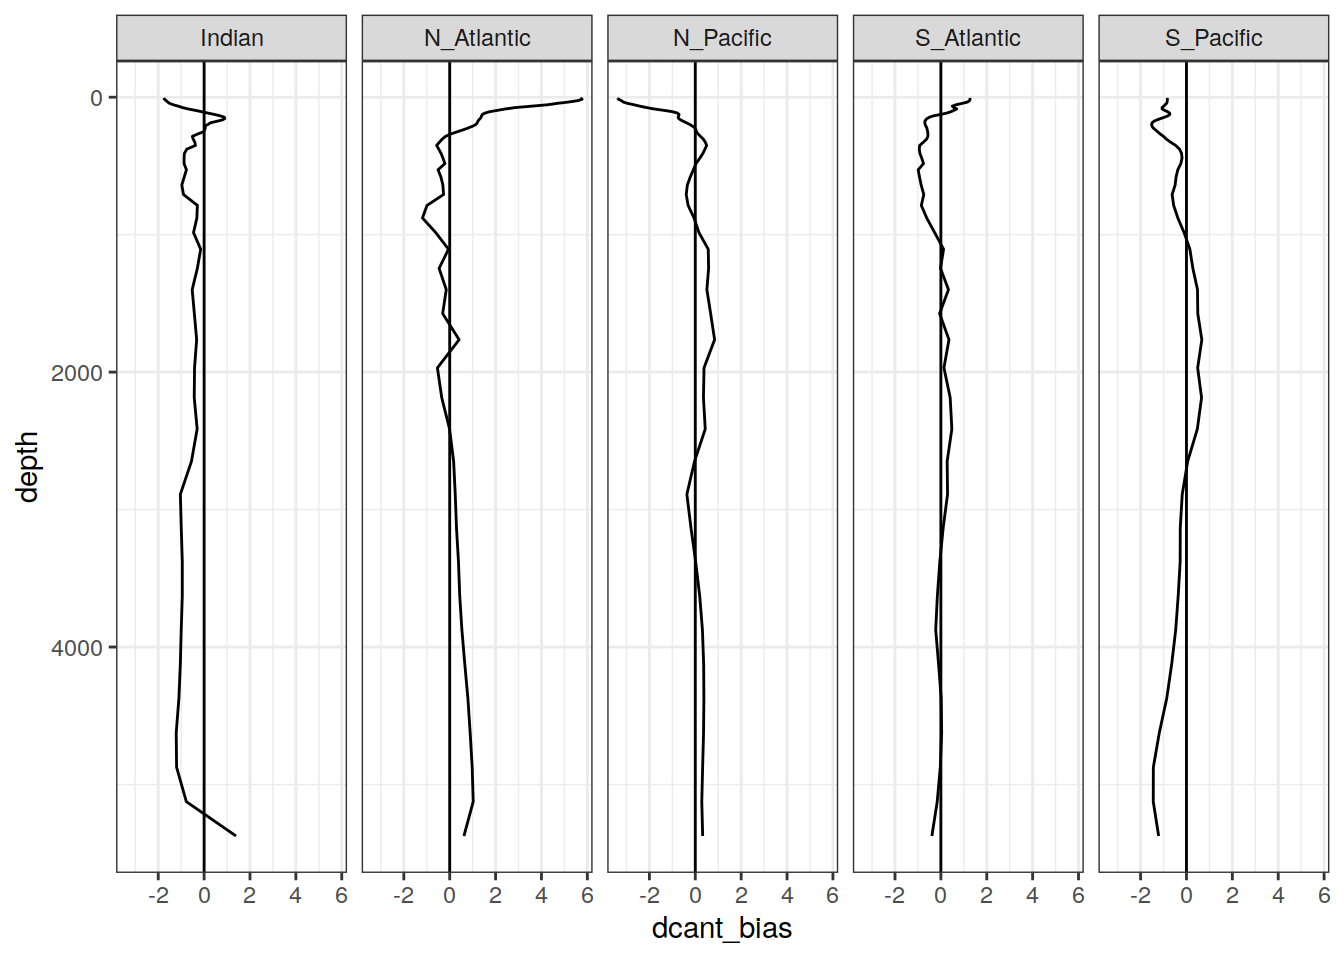 Indian N_Atlantic N_Pacific S_Atlantic S_Pacific
0
2000
4000
depth
-2 0 2 4 6 -2 0 2 4 6 -2 0 2 4 6 -2 0 2 4 6 -2 0 2 4 6
dcant_bias